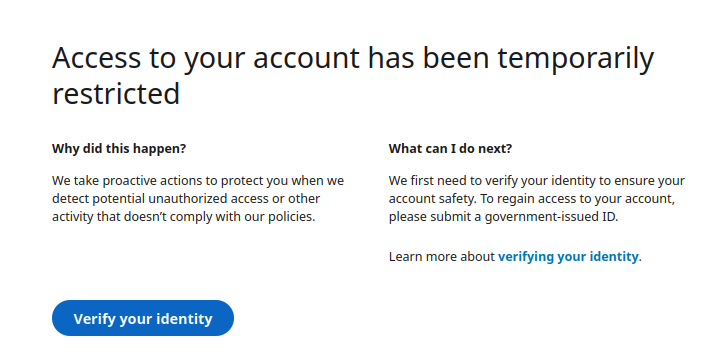 Access to your account has been temporarily
restricted
Why did this happen?
We take proactive actions to protect you when we
detect potential unauthorized access or other
activity that doesn’t comply with our policies.
What can I do next?
We first need to verify your identity to ensure your
account safety. To regain access to your account,
please submit a government-issued ID.
Learn more about verifying your identity.
Verify your identity